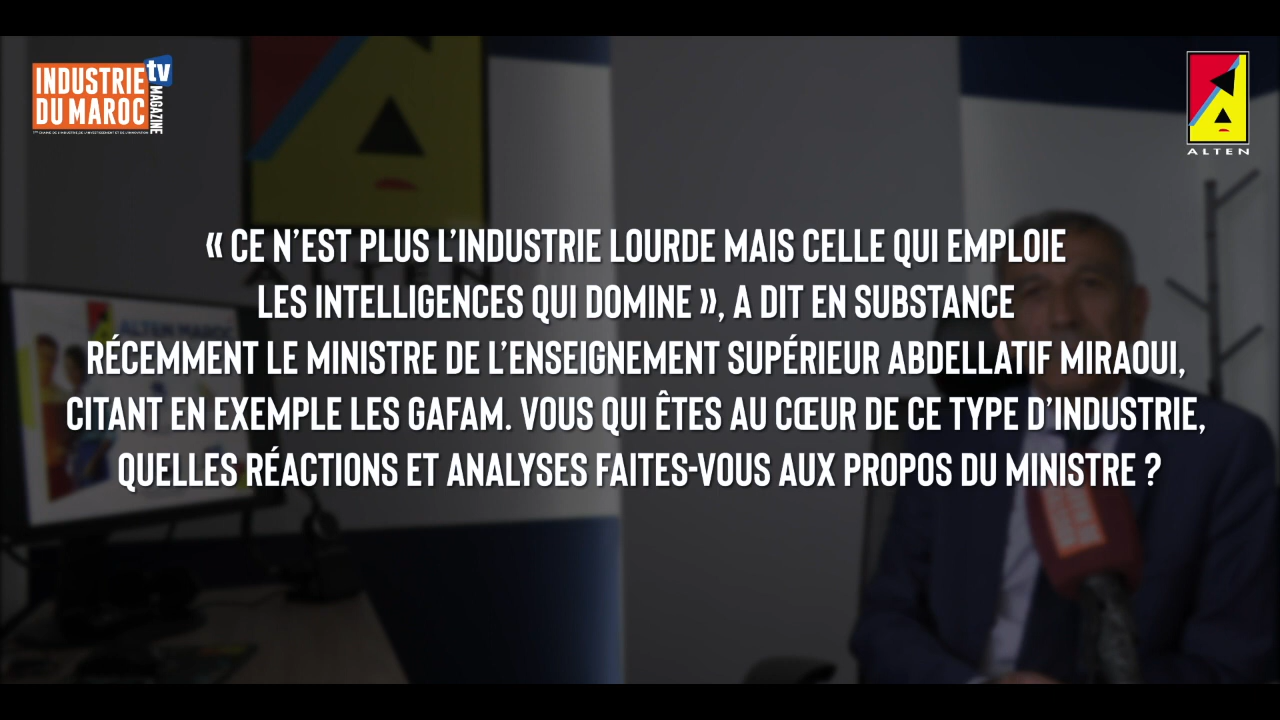 INDUSTRIE
DU MAROC
tv
MAGAZINE
ALTEN
« CE N'EST PLUS L'INDUSTRIE LOURDE MAIS CELLE QUI EMPLOIE
LES INTELLIGENCES QUI DOMINE », A DIT EN SUBSTANCE
RÉCEMMENT LE MINISTRE DE L'ENSEIGNEMENT SUPÉRIEUR ABDELLATIF MIRAOUI,
CITANT EN EXEMPLE LES GAFAM. VOUS QUI ÊTES AU CŒUR DE CE TYPE D'INDUSTRIE,
QUELLES RÉACTIONS ET ANALYSES FAITES-VOUS AUX PROPOS DU MINISTRE ?
ALTEN MAROC